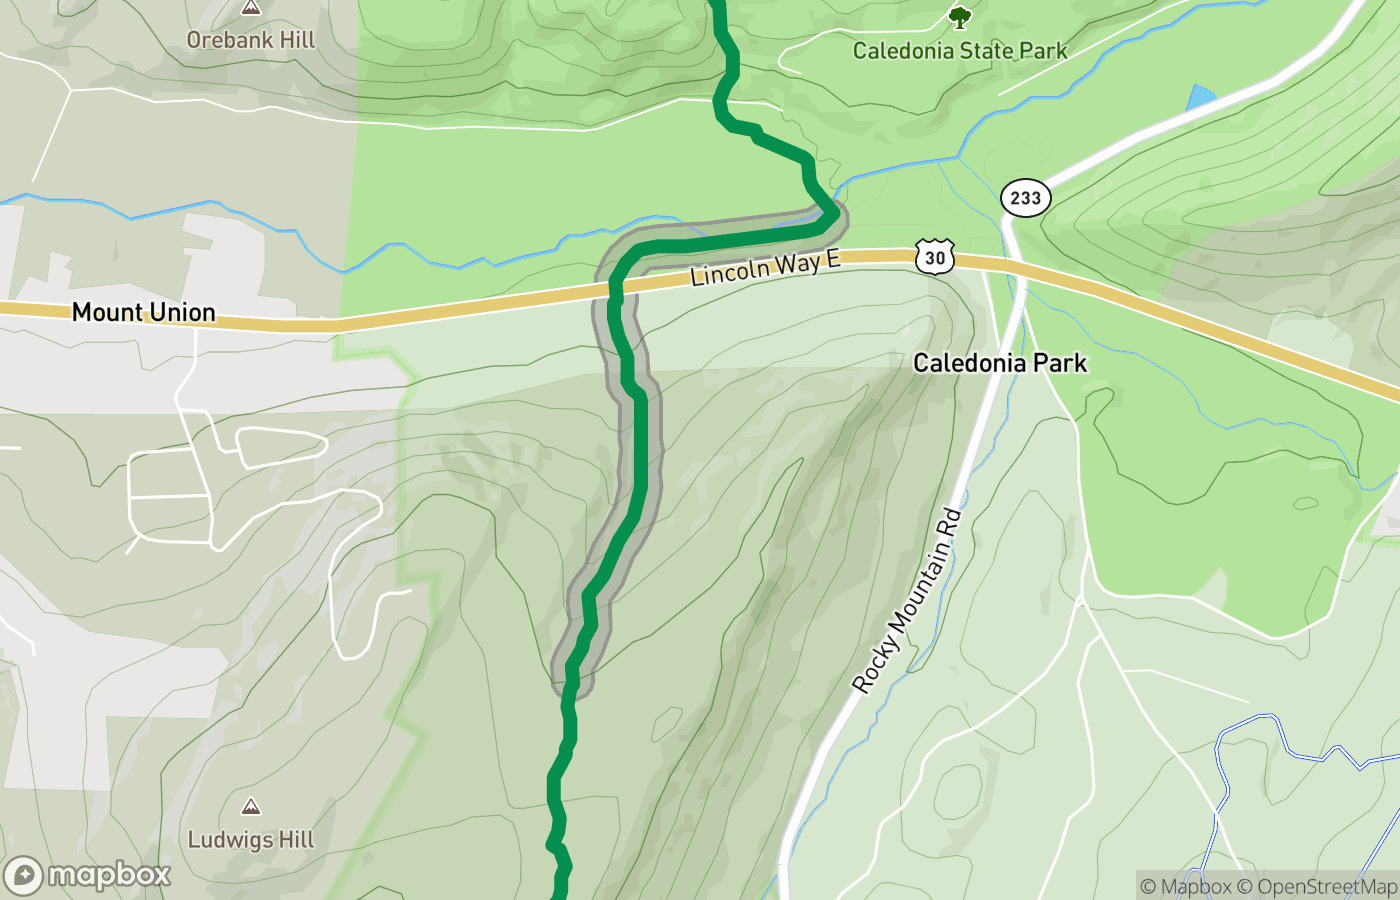 Orebank Hill
Caledonia State Park
233
30
Lincoln Way E
Mount Union
Caledonia Park
Rocky Mountain Rd
Ludwigs Hill
mapbox
© Mapbox © OpenStreetMap